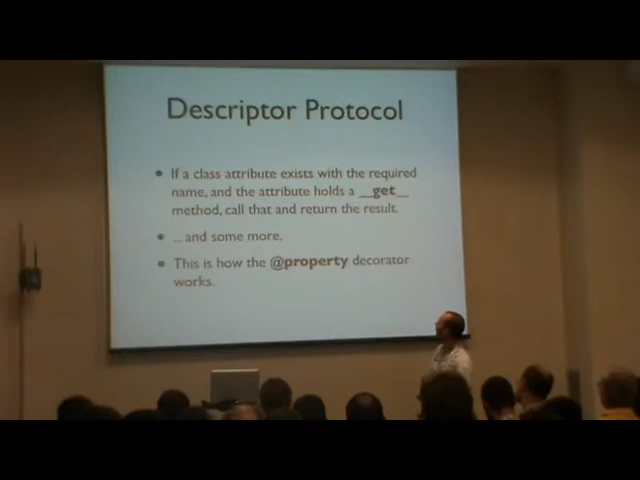 Descriptor Protocol
• If a class attribute exists with the required
name, and the attribute holds a __get__
method, call that and return the result.
• ... and some more.
• This is how the @property decorator
works.